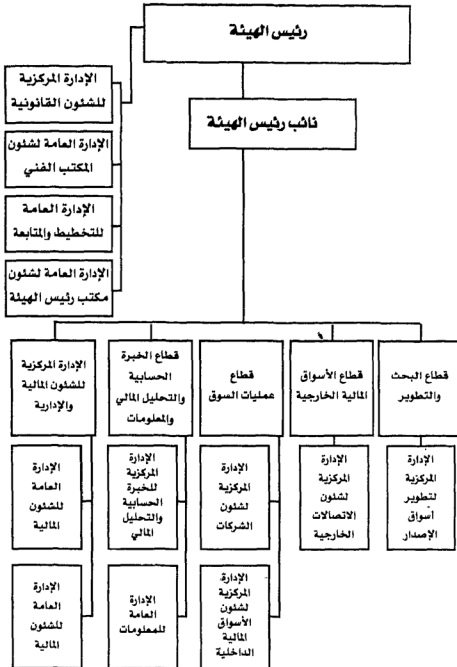 رئيس الهيئة
الإدارة المركزية
للشئون القانونية
نائب رئيس الهيئة
الإدارة العامة لشئون
المكتب الفني
الإدارة العامة
للتخطيط والمتابعة
الإدارة العامة لشئون
مكتب رئيس الهيئة
قطاع البحث
والتطوير
قطاع الأسواق
المالية الخارجية
قطاع
عمليات السوق
قطاع الخبرة
الحسابية
والتحليل المالي
والمعلومات
الإدارة المركزية
للشئون المالية
والإدارية
الإدارة
المركزية
لتطوير
أسواق
الإصدار
الإدارة
المركزية
لشئون
الاتصالات
الخارجية
الإدارة
المركزية
لشئون
الشركات
الإدارة
المركزية
للخبرة
الحسابية
والتحليل
المالي
الإدارة
العامة
للشئون
المالية
الإدارة
المركزية
لشئون
الأسواق
المالية
الداخلية
الإدارة
العامة
للمعلومات
الإدارة
العامة
للشئون
المالية